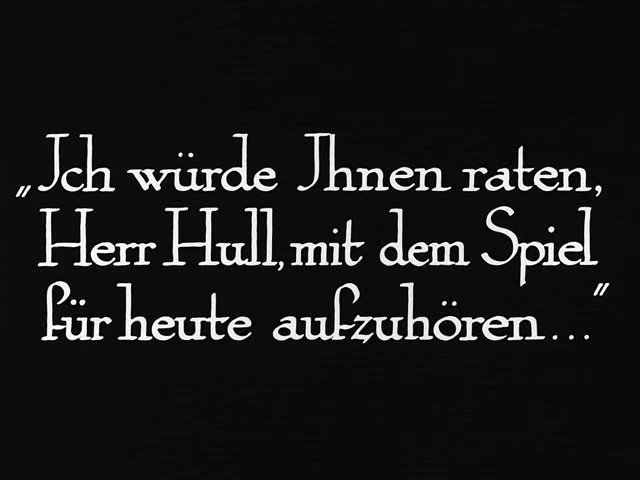 „Ich würde Ihnen raten,
Herr Hull, mit dem Spiel
für heute aufzuhören..."